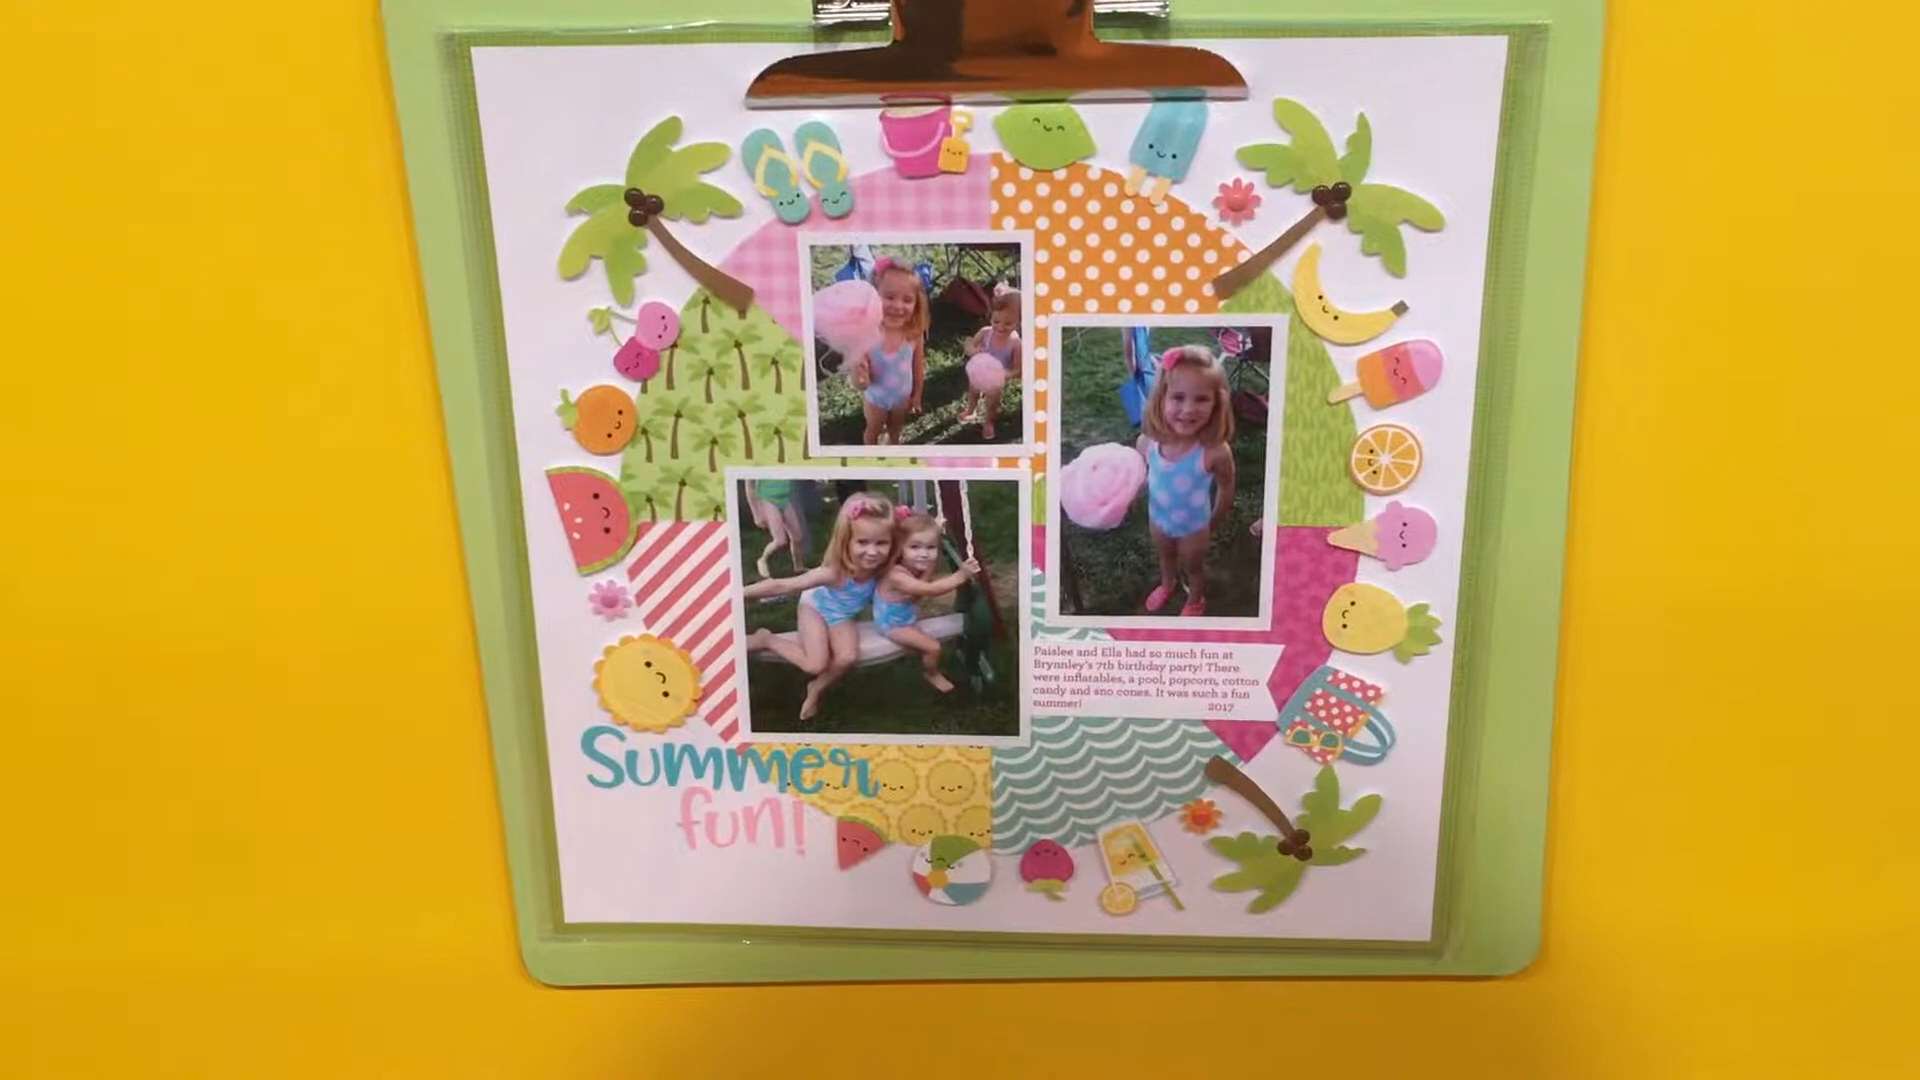 Paislee and Ella had so much fun at
Brynnley's 7th birthday party! There
were inflatables, a pool, popcorn, cotton
candy and sno cones. It was such a fun
summer! 2017
Summer
fun!